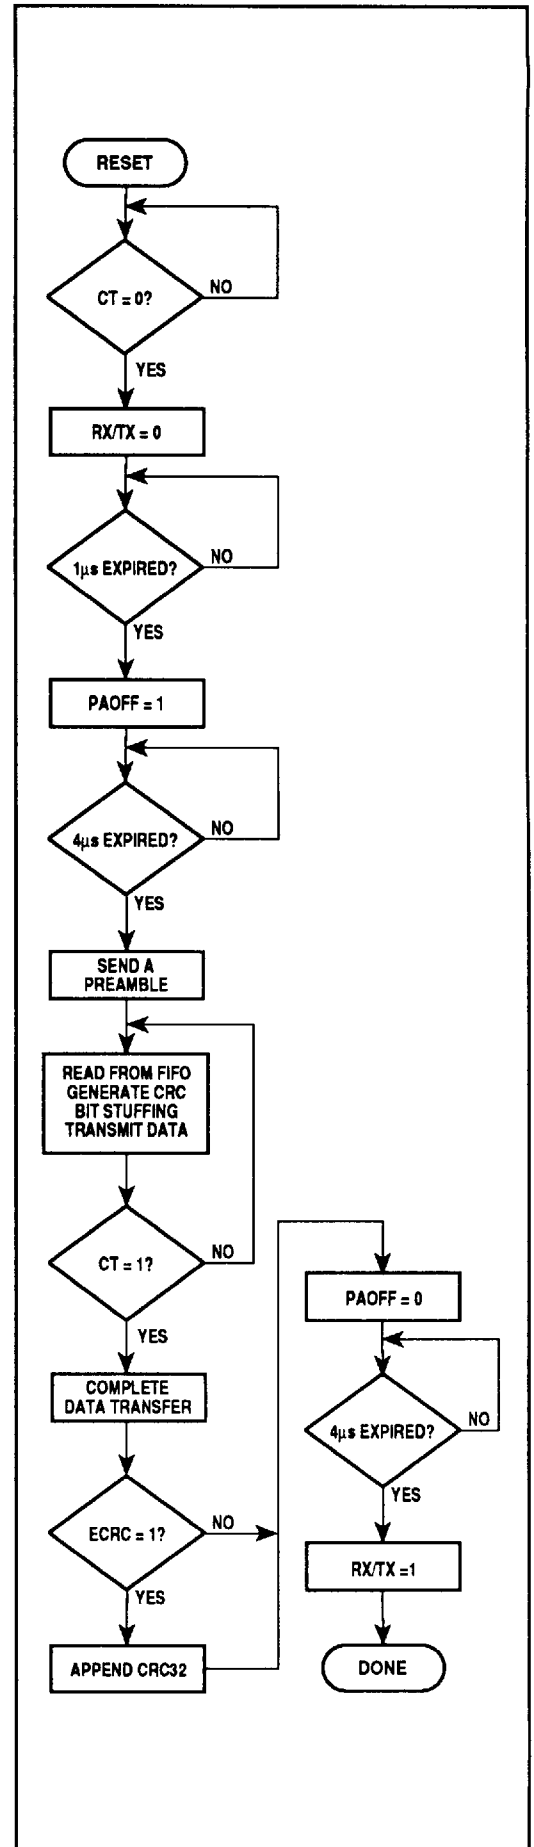 RESET
CT = 0?
NO
YES
RX/TX = 0
1µs EXPIRED?
NO
YES
PAOFF = 1
4µs EXPIRED?
NO
YES
SEND A
PREAMBLE
READ FROM FIFO
GENERATE CRC
BIT STUFFING
TRANSMIT DATA
CT = 1?
NO
YES
COMPLETE
DATA TRANSFER
ECRC = 1?
NO
YES
APPEND CRC32
PAOFF = 0
4µs EXPIRED?
NO
YES
RX/TX =1
DONE